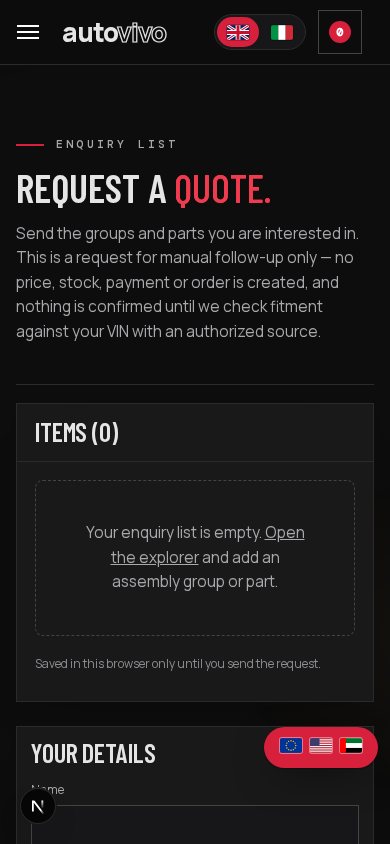 autovivo
0
ENQUIRY LIST
REQUEST A QUOTE.
Send the groups and parts you are interested in.
This is a request for manual follow-up only — no
price, stock, payment or order is created, and
nothing is confirmed until we check fitment
against your VIN with an authorized source.
ITEMS (0)
Your enquiry list is empty. Open
the explorer and add an
assembly group or part.
Saved in this browser only until you send the request.
YOUR DETAILS
Name
N